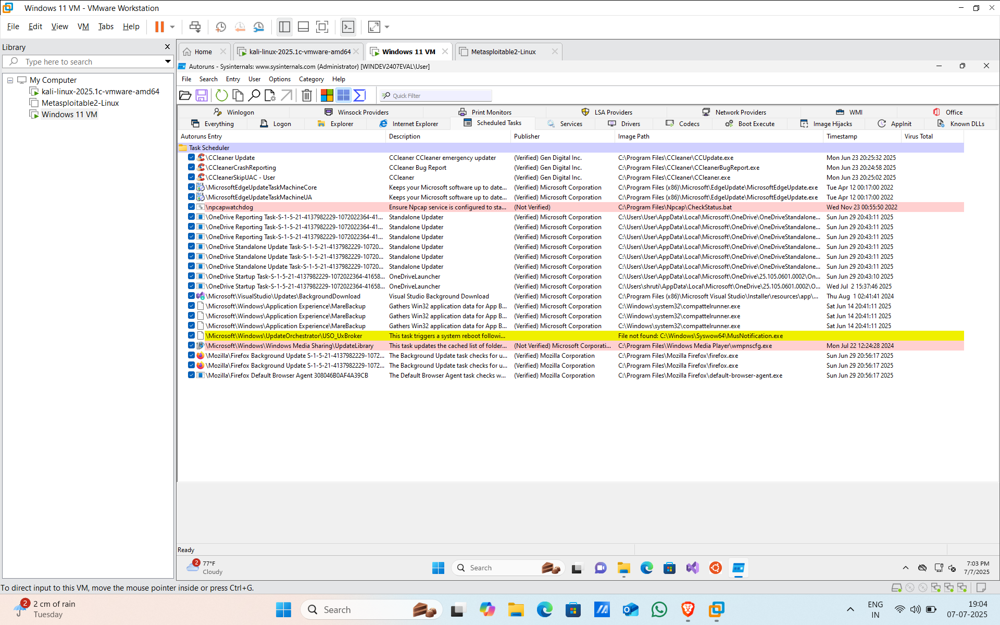 Windows 11 VM - VMware Workstation
File Edit View VM Tabs Help
Library X
Type here to search
My Computer
kali-linux-2025.1c-vmware-amd64
Metasploitable2-Linux
Windows 11 VM
Home kali-linux-2025.1c-vmware-amd64 Windows 11 VM Metasploitable2-Linux
Autoruns - Sysinternals: www.sysinternals.com (Administrator) [WINDEV2407EVAL\User]
File Search Entry User Options Category Help
Quick Filter
Winlogon Winsock Providers Print Monitors LSA Providers Network Providers WMI Office
Everything Logon Explorer Internet Explorer Scheduled Tasks Services Drivers Codecs Boot Execute Image Hijacks AppInit Known DLLs
Autoruns Entry Description Publisher Image Path Timestamp Virus Total
Task Scheduler
\CCleaner Update CCleaner CCleaner emergency updater (Verified) Gen Digital Inc. C:\Program Files\CCleaner\CCUpdate.exe Mon Jun 23 20:25:32 2025
\CCleanerCrashReporting CCleaner Bug Report (Verified) Gen Digital Inc. C:\Program Files\CCleaner\CCleanerBugReport.exe Mon Jun 23 20:24:58 2025
\CCleanerSkipUAC - User CCleaner (Verified) Gen Digital Inc. C:\Program Files\CCleaner\CCleaner.exe Mon Jun 23 20:25:02 2025
\MicrosoftEdgeUpdateTaskMachineCore Keeps your Microsoft software up to date... (Verified) Microsoft Corporation C:\Program Files (x86)\Microsoft\EdgeUpdate\MicrosoftEdgeUpdate.exe Tue Apr 12 00:17:00 2022
\MicrosoftEdgeUpdateTaskMachineUA Keeps your Microsoft software up to date... (Verified) Microsoft Corporation C:\Program Files (x86)\Microsoft\EdgeUpdate\MicrosoftEdgeUpdate.exe Tue Apr 12 00:17:00 2022
\npcapwatchdog Ensure Npcap service is configured to sta... (Not Verified) C:\Program Files\Npcap\CheckStatus.bat Wed Nov 23 00:55:50 2022
\OneDrive Reporting Task-S-1-5-21-4137982229-1072022364-41... Standalone Updater (Verified) Microsoft Corporation C:\Users\User\AppData\Local\Microsoft\OneDrive\OneDriveStandalone... Sun Jun 29 20:43:11 2025
\OneDrive Reporting Task-S-1-5-21-4137982229-1072022364-41... Standalone Updater (Verified) Microsoft Corporation C:\Users\User\AppData\Local\Microsoft\OneDrive\OneDriveStandalone... Sun Jun 29 20:43:11 2025
\OneDrive Reporting Task-S-1-5-21-4137982229-1072022364-41... Standalone Updater (Verified) Microsoft Corporation C:\Users\User\AppData\Local\Microsoft\OneDrive\OneDriveStandalone... Sun Jun 29 20:43:11 2025
\OneDrive Standalone Update Task-S-1-5-21-4137982229-10720... Standalone Updater (Verified) Microsoft Corporation C:\Users\User\AppData\Local\Microsoft\OneDrive\OneDriveStandalone... Sun Jun 29 20:43:11 2025
\OneDrive Standalone Update Task-S-1-5-21-4137982229-10720... Standalone Updater (Verified) Microsoft Corporation C:\Users\User\AppData\Local\Microsoft\OneDrive\OneDriveStandalone... Sun Jun 29 20:43:11 2025
\OneDrive Standalone Update Task-S-1-5-21-4137982229-10720... Standalone Updater (Verified) Microsoft Corporation C:\Users\User\AppData\Local\Microsoft\OneDrive\OneDriveStandalone... Sun Jun 29 20:43:11 2025
\OneDrive Startup Task-S-1-5-21-4137982229-1072022364-41658... OneDriveLauncher (Verified) Microsoft Corporation C:\Users\User\AppData\Local\Microsoft\OneDrive\25.105.0601.0002\On... Sun Jun 29 20:43:10 2025
\OneDrive Startup Task-S-1-5-21-4137982229-1072022364-41658... OneDriveLauncher (Verified) Microsoft Corporation C:\Users\shruti\AppData\Local\Microsoft\OneDrive\25.105.0601.0002\O... Wed Jul 2 15:37:46 2025
\Microsoft\VisualStudio\Updates\BackgroundDownload Visual Studio Background Download (Verified) Microsoft Corporation C:\Program Files (x86)\Microsoft Visual Studio\Installer\resources\app\... Thu Aug 1 02:41:41 2024
\Microsoft\Windows\Application Experience\MareBackup Gathers Win32 application data for App B... (Verified) Microsoft Corporation C:\Windows\system32\compattelrunner.exe Sat Jun 14 20:41:11 2025
\Microsoft\Windows\Application Experience\MareBackup Gathers Win32 application data for App B... (Verified) Microsoft Corporation C:\Windows\system32\compattelrunner.exe Sat Jun 14 20:41:11 2025
\Microsoft\Windows\Application Experience\MareBackup Gathers Win32 application data for App B... (Verified) Microsoft Corporation C:\Windows\system32\compattelrunner.exe Sat Jun 14 20:41:11 2025
\Microsoft\Windows\UpdateOrchestrator\USO_UxBroker This task triggers a system reboot followi... File not found: C:\Windows\Syswow64\MusNotification.exe
\Microsoft\Windows\Windows Media Sharing\UpdateLibrary This task updates the cached list of folder... (Not Verified) Microsoft Corporati... C:\Program Files\Windows Media Player\wmpnscfg.exe Mon Jul 22 12:24:28 2024
\Mozilla\Firefox Background Update S-1-5-21-4137982229-1072... The Background Update task checks for u... (Verified) Mozilla Corporation C:\Program Files\Mozilla Firefox\firefox.exe Sun Jun 29 20:56:17 2025
\Mozilla\Firefox Background Update S-1-5-21-4137982229-1072... The Background Update task checks for u... (Verified) Mozilla Corporation C:\Program Files\Mozilla Firefox\firefox.exe Sun Jun 29 20:56:17 2025
\Mozilla\Firefox Default Browser Agent 308046B0AF4A39CB The Default Browser Agent task checks w... (Verified) Mozilla Corporation C:\Program Files\Mozilla Firefox\default-browser-agent.exe Sun Jun 29 20:56:17 2025
Ready
2 77°F
Cloudy
Search
7:03 PM
7/7/2025
To direct input to this VM, move the mouse pointer inside or press Ctrl+G.
2 2 cm of rain
Tuesday
Search
ENG
IN
19:04
07-07-2025